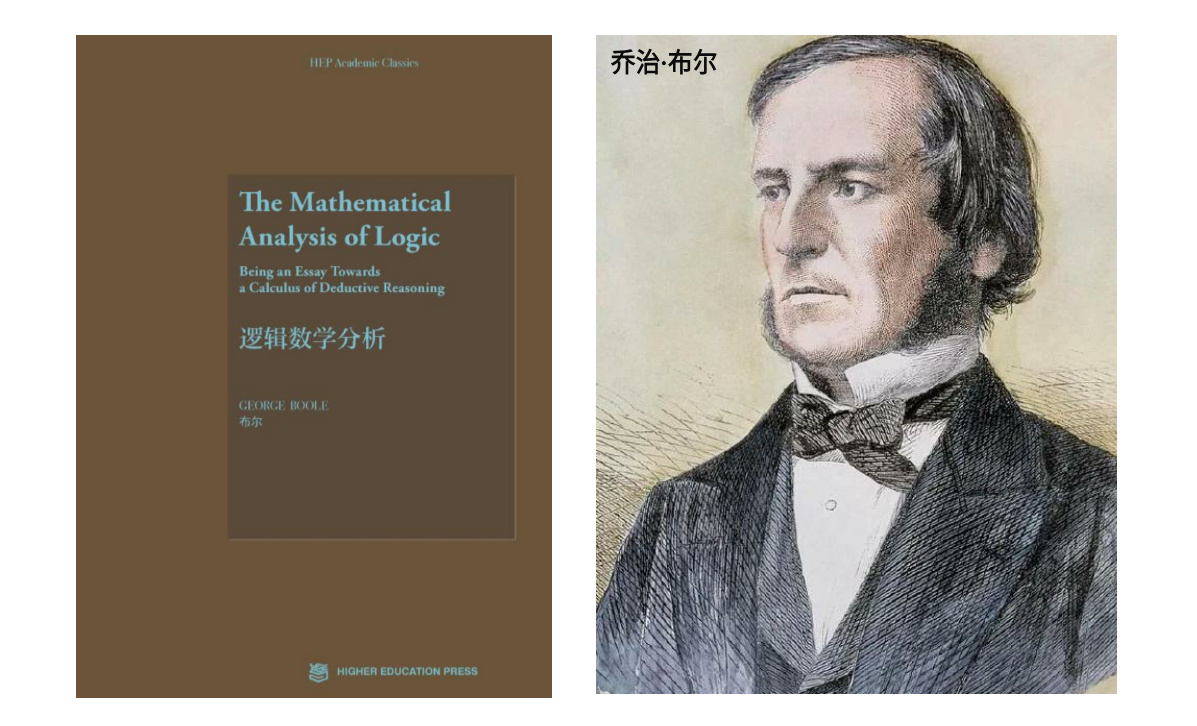 HEP Academic Classics
The Mathematical
Analysis of Logic
Being an Essay Towards
a Calculus of Deductive Reasoning
逻辑数学分析
GEORGE BOOLE
布尔
HIGHER EDUCATION PRESS
乔治·布尔